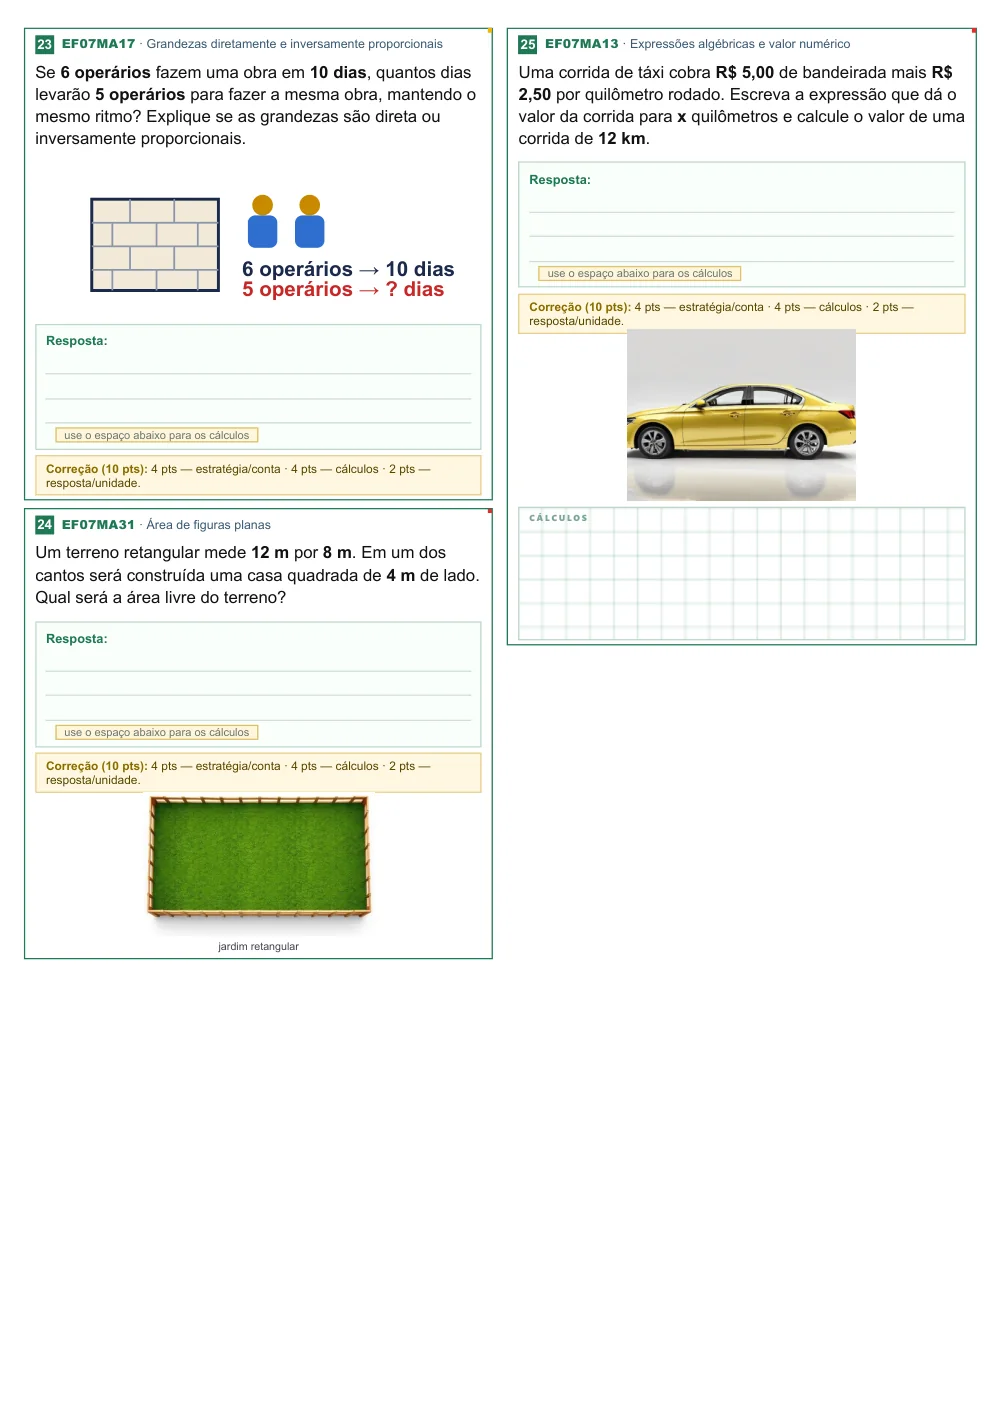 23 EF07MA17 · Grandezas diretamente e inversamente proporcionais
Se 6 operários fazem uma obra em 10 dias, quantos dias
levarão 5 operários para fazer a mesma obra, mantendo o
mesmo ritmo? Explique se as grandezas são direta ou
inversamente proporcionais.
6 operários → 10 dias
5 operários → ? dias
Resposta:
use o espaço abaixo para os cálculos
Correção (10 pts): 4 pts — estratégia/conta · 4 pts — cálculos · 2 pts —
resposta/unidade.
24 EF07MA31 · Área de figuras planas
Um terreno retangular mede 12 m por 8 m. Em um dos
cantos será construída uma casa quadrada de 4 m de lado.
Qual será a área livre do terreno?
Resposta:
use o espaço abaixo para os cálculos
Correção (10 pts): 4 pts — estratégia/conta · 4 pts — cálculos · 2 pts —
resposta/unidade.
jardim retangular
25 EF07MA13 · Expressões algébricas e valor numérico
Uma corrida de táxi cobra R$ 5,00 de bandeirada mais R$
2,50 por quilômetro rodado. Escreva a expressão que dá o
valor da corrida para x quilômetros e calcule o valor de uma
corrida de 12 km.
Resposta:
use o espaço abaixo para os cálculos
Correção (10 pts): 4 pts — estratégia/conta · 4 pts — cálculos · 2 pts —
resposta/unidade.
CÁLCULOS